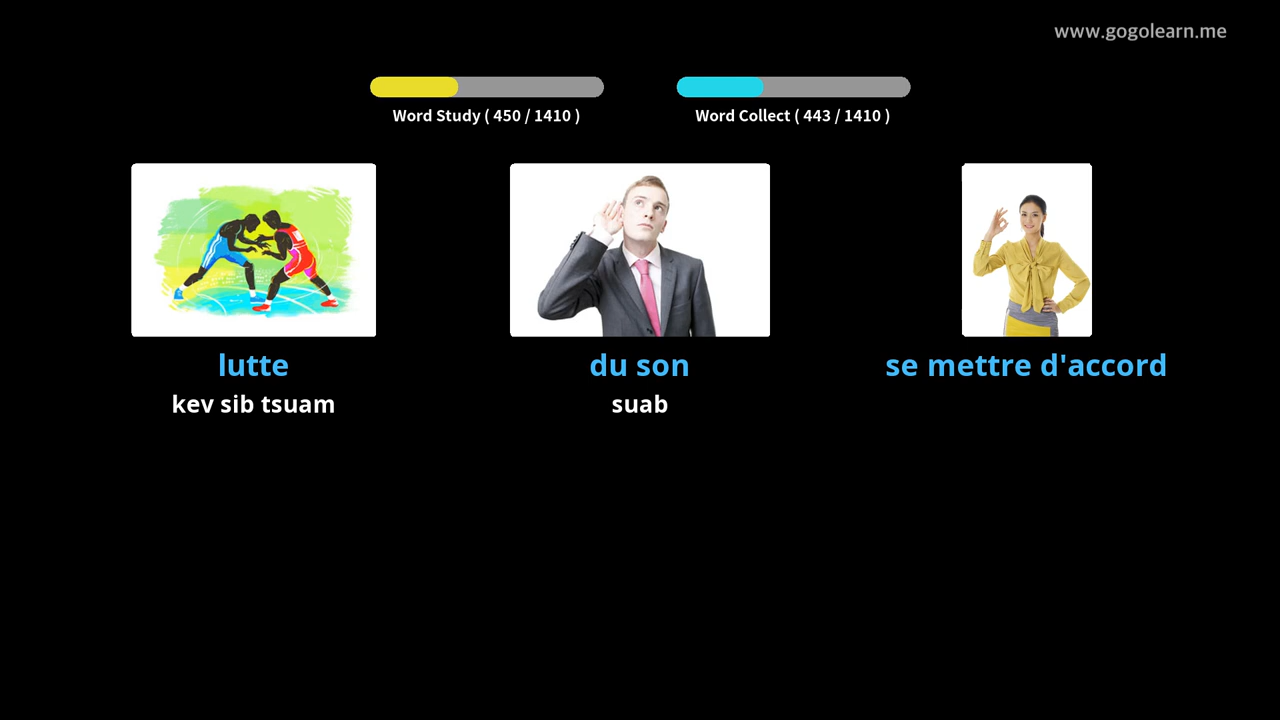 www.gogolearn.me
Word Study ( 450 / 1410 )
Word Collect ( 443 / 1410 )
lutte
kev sib tsuam
du son
suab
se mettre d'accord